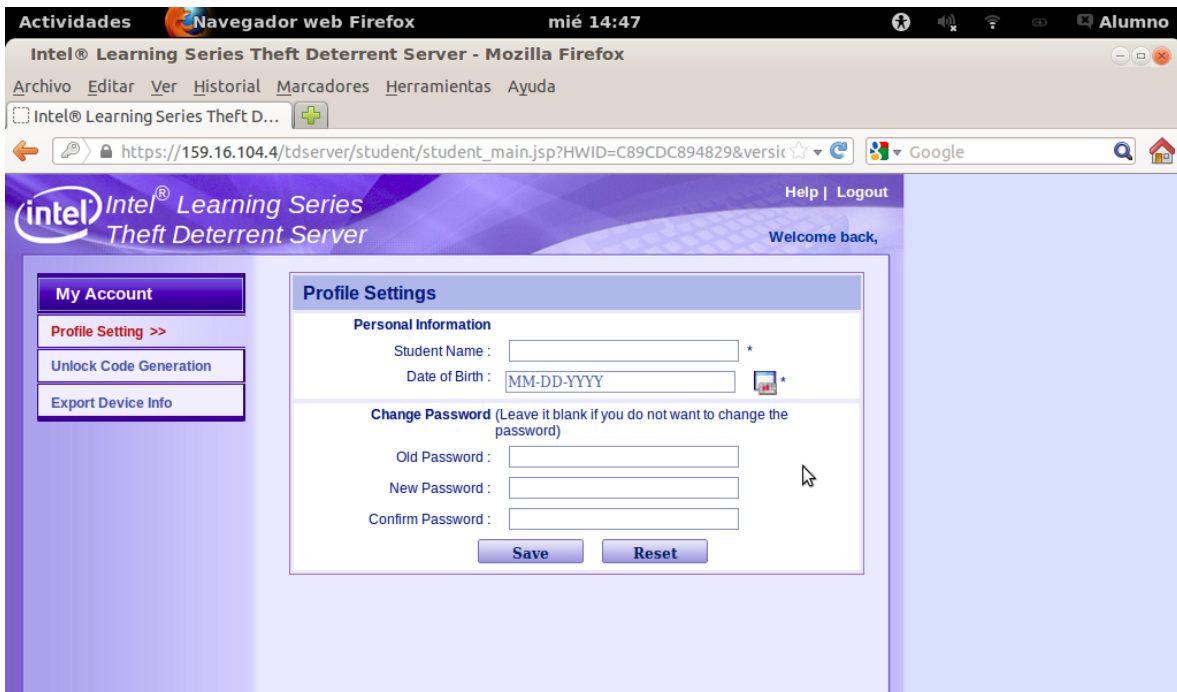 Actividades Navegador web Firefox mié 14:47 Alumno
Intel® Learning Series Theft Deterrent Server - Mozilla Firefox
Archivo Editar Ver Historial Marcadores Herramientas Ayuda
Intel® Learning Series Theft D...
https://159.16.104.4/tdserver/student/student_main.jsp?HWID=C89CDC894829&versic Google
Help | Logout
intel Intel® Learning Series
Theft Deterrent Server
Welcome back,
My Account
Profile Setting >>
Unlock Code Generation
Export Device Info
Profile Settings
Personal Information
Student Name : *
Date of Birth : MM-DD-YYYY *
Change Password (Leave it blank if you do not want to change the
password)
Old Password :
New Password :
Confirm Password :
Save Reset